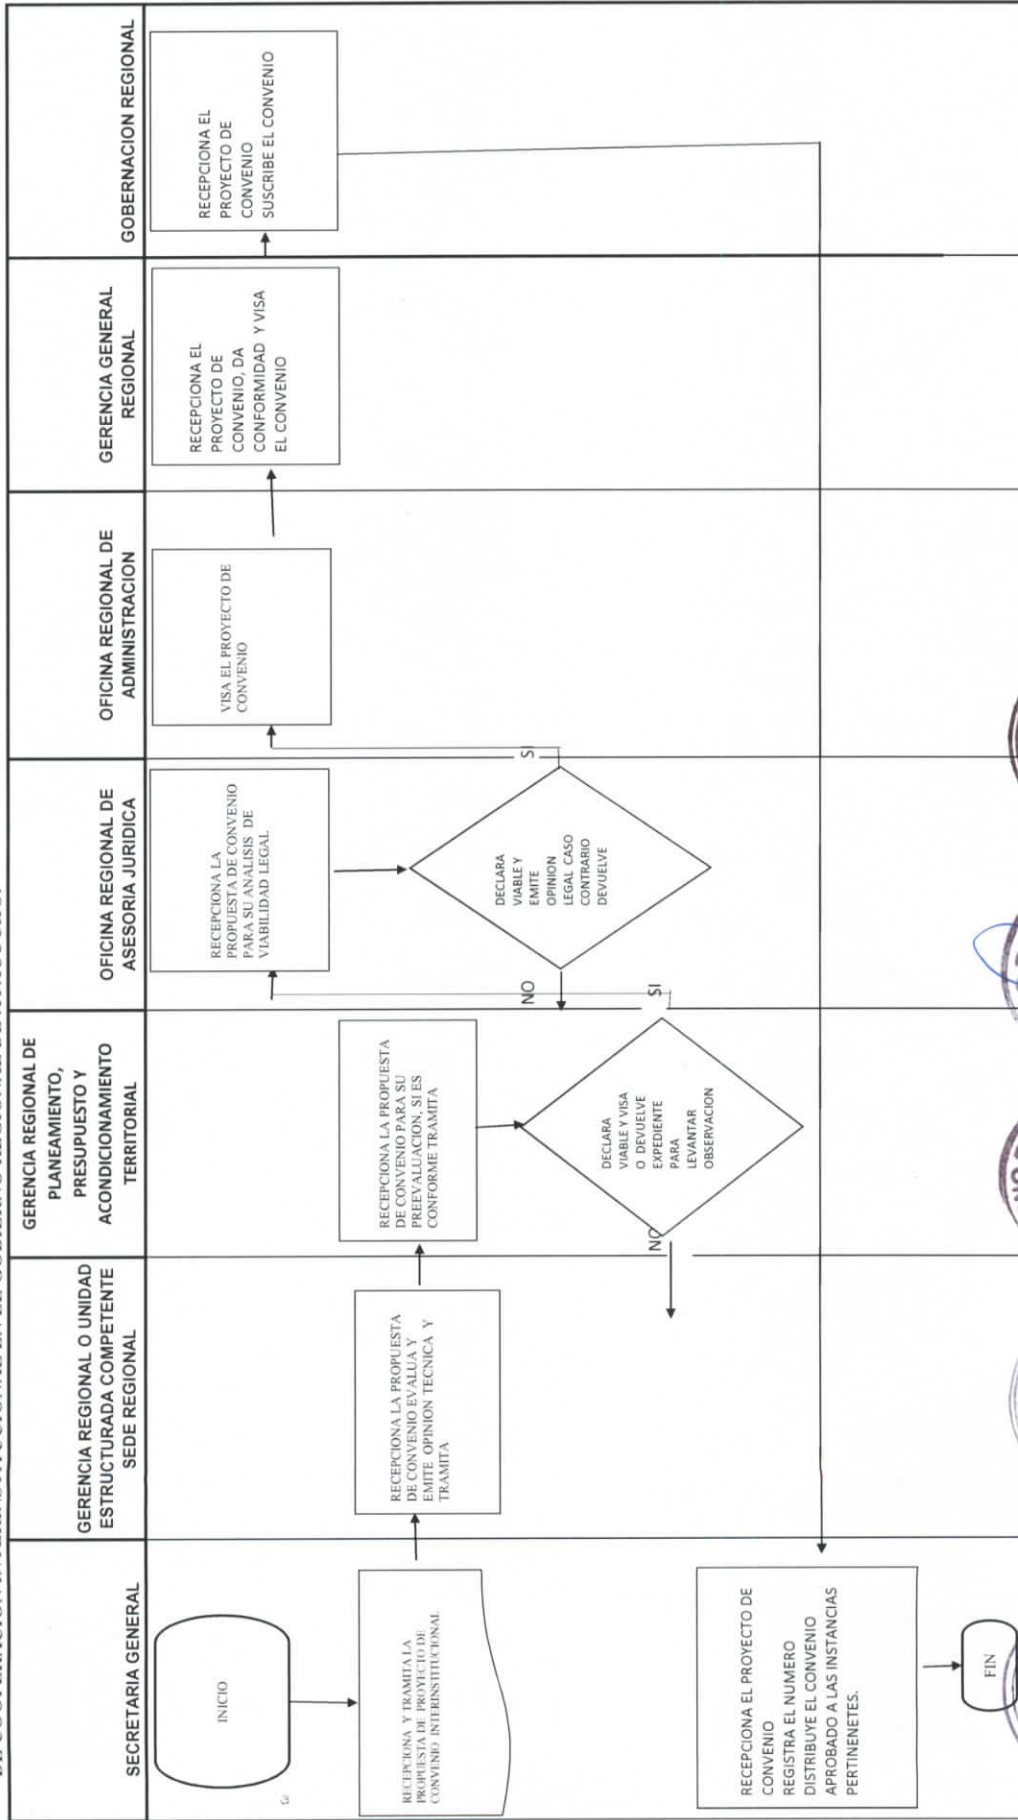 SECRETARIA GENERAL
GERENCIA REGIONAL O UNIDAD
ESTRUCTURADA COMPETENTE
SEDE REGIONAL
GERENCIA REGIONAL DE
PLANEAMIENTO,
PRESUPUESTO Y
ACONDICIONAMIENTO
TERRITORIAL
OFICINA REGIONAL DE
ASESORIA JURIDICA
OFICINA REGIONAL DE
ADMINISTRACION
GERENCIA GENERAL
REGIONAL
GOBERNACION REGIONAL
INICIO
RECEPCIONA Y TRAMITA LA
PROPUESTA DE PROYECTO DE
CONVENIO INTERINSTITUCIONAL
RECEPCIONA LA PROPUESTA
DE CONVENIO EVALUA Y
EMITE OPINION TECNICA Y
TRAMITA
RECEPCIONA LA PROPUESTA
DE CONVENIO PARA SU
PREEVALUACION, SI ES
CONFORME TRAMITA
DECLARA
VIABLE Y VISA
O DEVUELVE
EXPEDIENTE
PARA
LEVANTAR
OBSERVACION
NO
SI
RECEPCIONA LA
PROPUESTA DE CONVENIO
PARA SU ANALISIS DE
VIABILIDAD LEGAL
DECLARA
VIABLE Y
EMITE
OPINION
LEGAL CASO
CONTRARIO
DEVUELVE
NO
SI
VISA EL PROYECTO DE
CONVENIO
RECEPCIONA EL
PROYECTO DE
CONVENIO, DA
CONFORMIDAD Y VISA
EL CONVENIO
RECEPCIONA EL
PROYECTO DE
CONVENIO
SUSCRIBE EL CONVENIO
RECEPCIONA EL PROYECTO DE
CONVENIO
REGISTRA EL NUMERO
DISTRIBUYE EL CONVENIO
APROBADO A LAS INSTANCIAS
PERTINENETES.
FIN